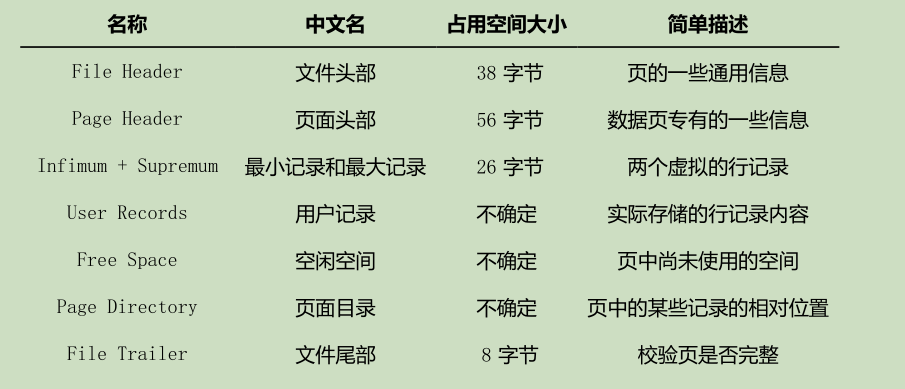 名称 中文名 占用空间大小 简单描述
File Header 文件头部 38 字节 页的一些通用信息
Page Header 页面头部 56 字节 数据页专有的一些信息
Infimum + Supremum 最小记录和最大记录 26 字节 两个虚拟的行记录
User Records 用户记录 不确定 实际存储的行记录内容
Free Space 空闲空间 不确定 页中尚未使用的空间
Page Directory 页面目录 不确定 页中的某些记录的相对位置
File Trailer 文件尾部 8 字节 校验页是否完整